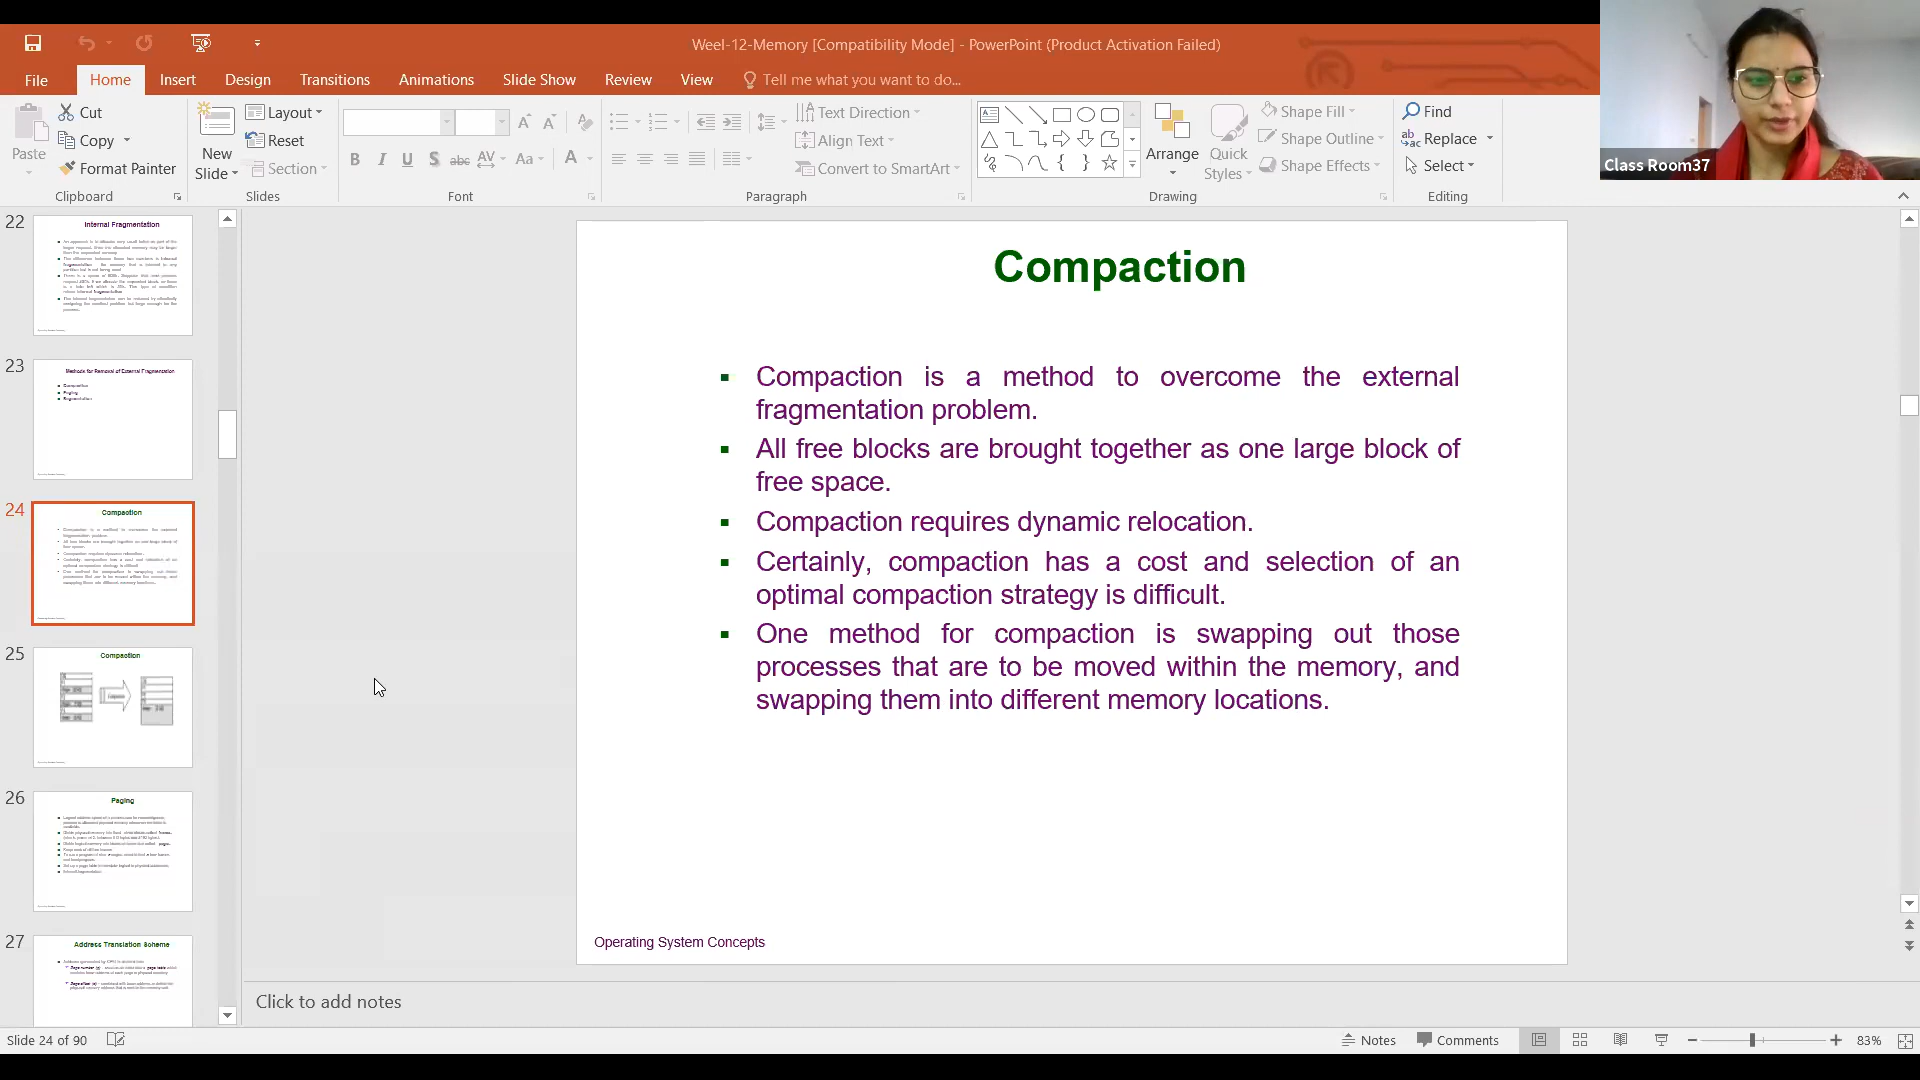 Weel-12-Memory [Compatibility Mode] - PowerPoint (Product Activation Failed)
File Home Insert Design Transitions Animations Slide Show Review View Tell me what you want to do...
Paste
Cut
Copy
Format Painter
Clipboard
New Slide
Layout
Reset
Section
Slides
B I U S abc AV Aa A
Font
Text Direction
Align Text
Convert to SmartArt
Paragraph
Arrange
Quick Styles
Shape Fill
Shape Outline
Shape Effects
Drawing
Find
Replace
Select
Editing
Class Room37
22
Internal Fragmentation
23
Methods for Removal of External Fragmentation
Compaction
Paging
Segmentation
24
Compaction
25
Compaction
26
Paging
27
Address Translation Scheme
Compaction
Compaction is a method to overcome the external
fragmentation problem.
All free blocks are brought together as one large block of
free space.
Compaction requires dynamic relocation.
Certainly, compaction has a cost and selection of an
optimal compaction strategy is difficult.
One method for compaction is swapping out those
processes that are to be moved within the memory, and
swapping them into different memory locations.
Operating System Concepts
Click to add notes
Slide 24 of 90
Notes
Comments
83%